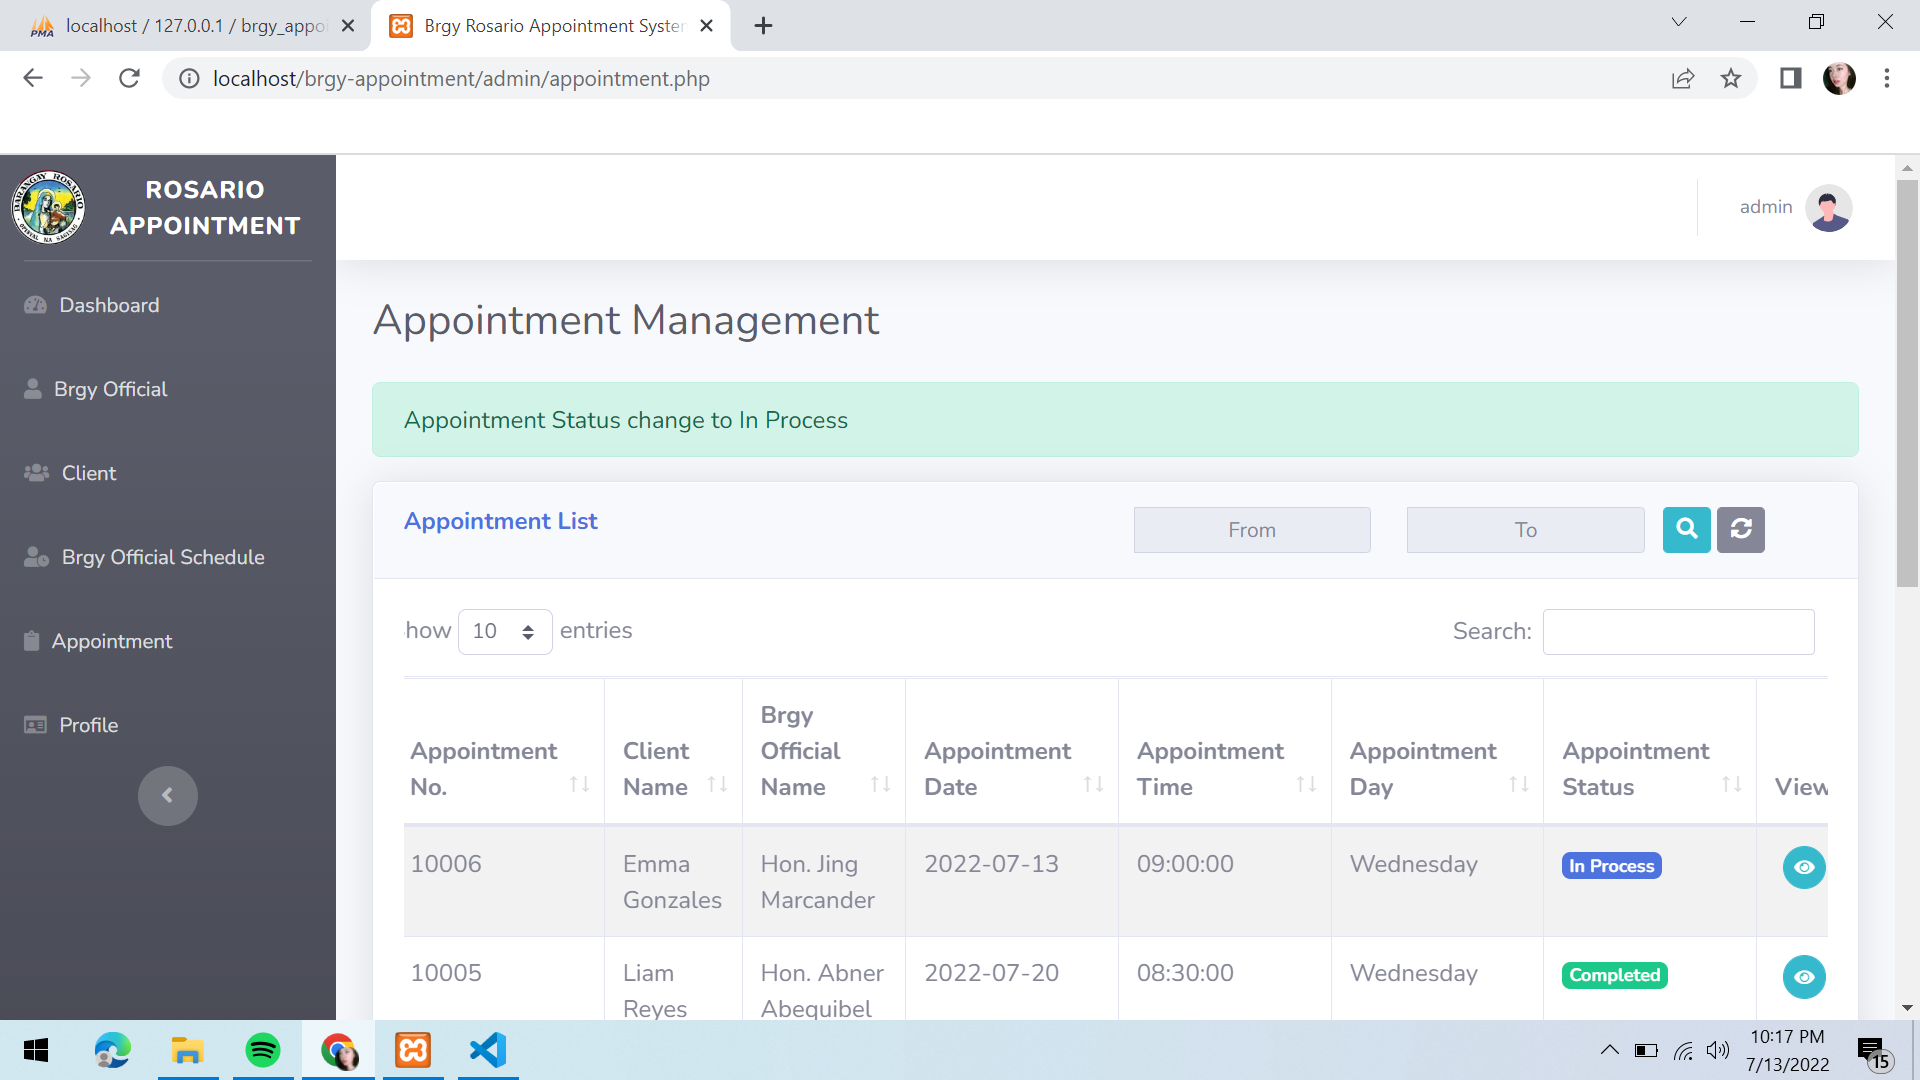 localhost / 127.0.0.1 / brgy_appoi
Brgy Rosario Appointment System
localhost/brgy-appointment/admin/appointment.php
BARANGAY ROSARIO
ROSARIO
APPOINTMENT
admin
Dashboard
Brgy Official
Client
Brgy Official Schedule
Appointment
Profile
Appointment Management
Appointment Status change to In Process
Appointment List
From
To
how 10 entries
Search:
Appointment No.
Client Name
Brgy Official Name
Appointment Date
Appointment Time
Appointment Day
Appointment Status
View
10006
Emma Gonzales
Hon. Jing Marcander
2022-07-13
09:00:00
Wednesday
In Process
10005
Liam Reyes
Hon. Abner Abequibel
2022-07-20
08:30:00
Wednesday
Completed
10:17 PM
7/13/2022
15